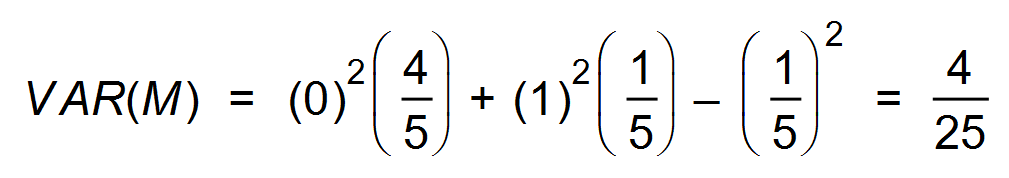 VAR(M) = (0)²(4/5) + (1)²(1/5) – (1/5)² = 4/25